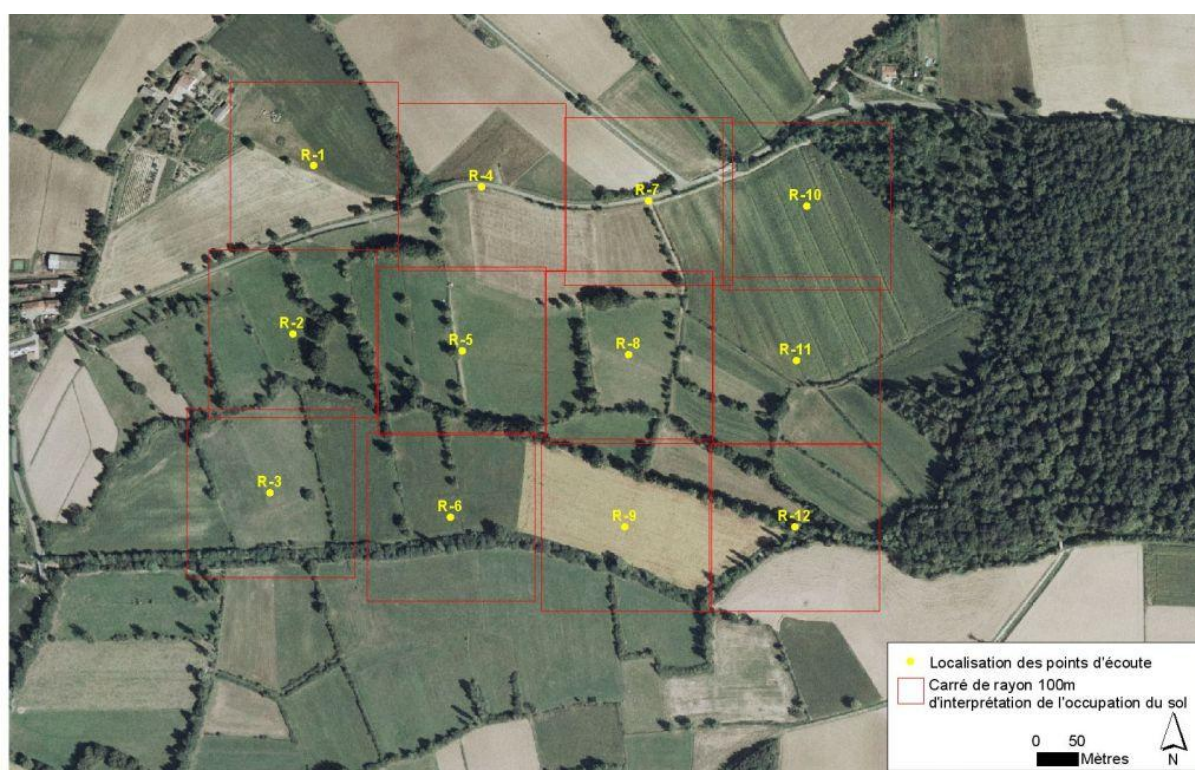 R-1
R-4
R-7
R-10
R-2
R-5
R-8
R-11
R-3
R-6
R-9
R-12
Localisation des points d'écoute
Carré de rayon 100m
d'interprétation de l'occupation du sol
0 50
Mètres
N